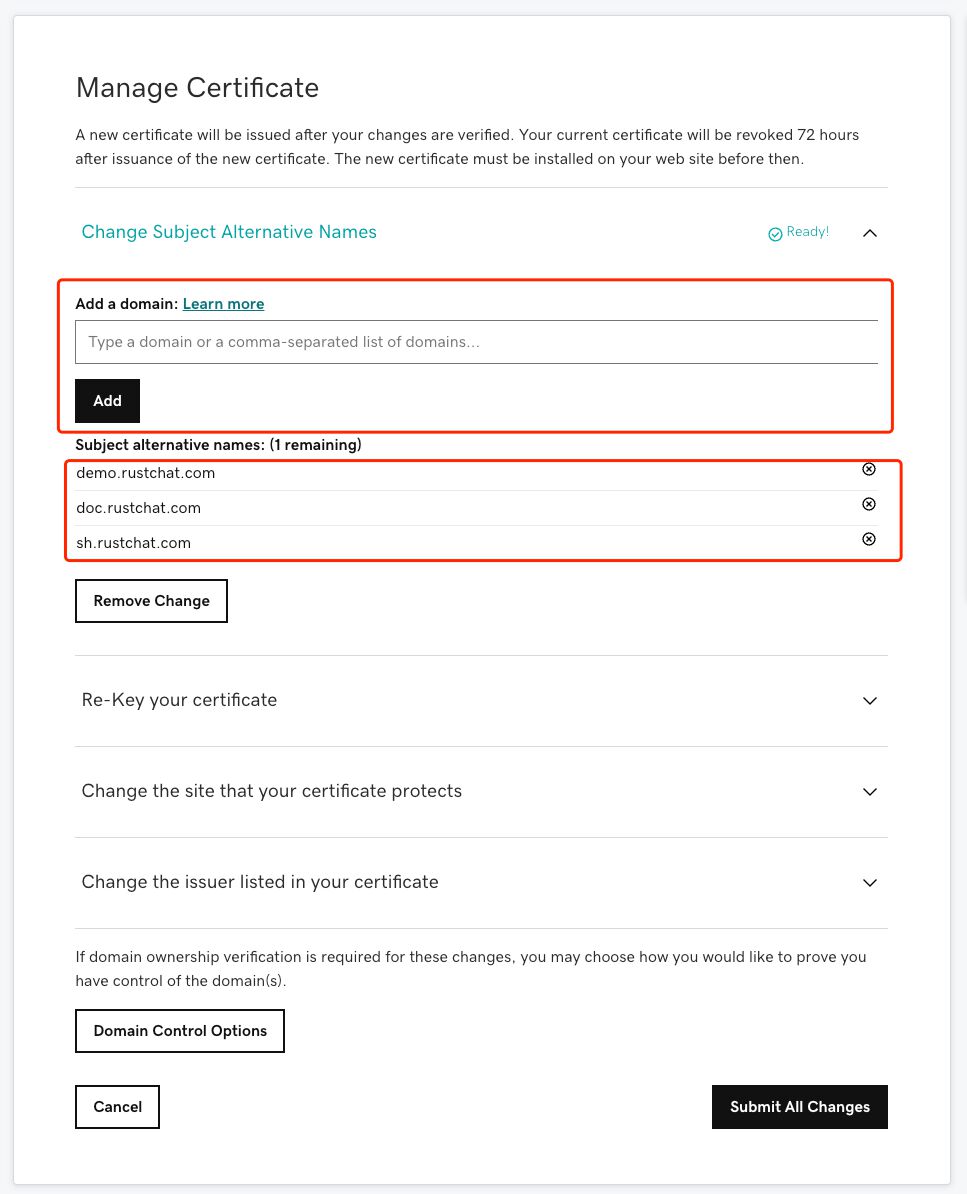 Manage Certificate
A new certificate will be issued after your changes are verified. Your current certificate will be revoked 72 hours
after issuance of the new certificate. The new certificate must be installed on your web site before then.
Change Subject Alternative Names
Ready!
Add a domain: Learn more
Type a domain or a comma-separated list of domains...
Add
Subject alternative names: (1 remaining)
demo.rustchat.com
doc.rustchat.com
sh.rustchat.com
Remove Change
Re-Key your certificate
Change the site that your certificate protects
Change the issuer listed in your certificate
If domain ownership verification is required for these changes, you may choose how you would like to prove you
have control of the domain(s).
Domain Control Options
Cancel
Submit All Changes